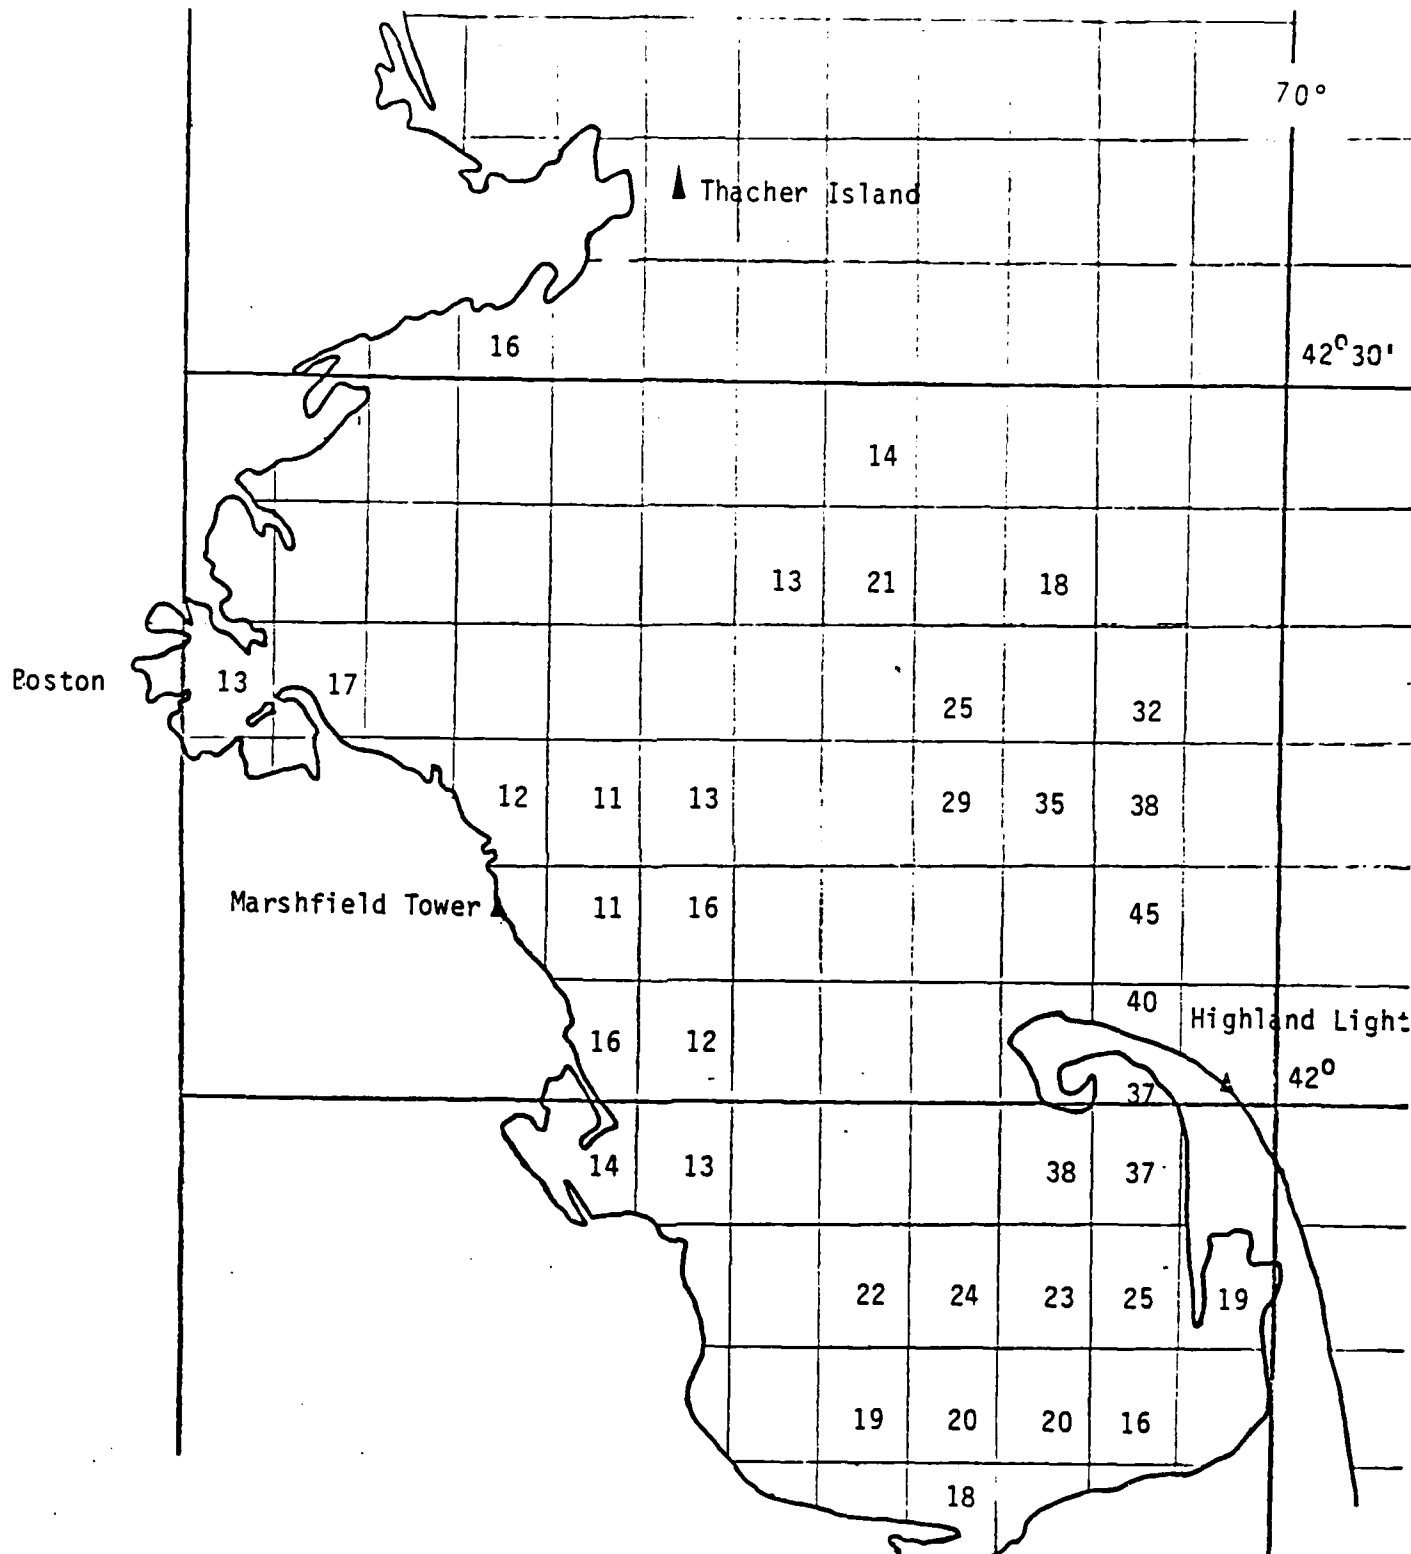 70°
Thacher Island
16
42°30'
14
13 21 18
Boston 13 17
25 32
12 11 13 29 35 38
Marshfield Tower 11 16 45
40
Highland Light
16 12
42°
37
14 13 38 37
22 24 23 25 19
19 20 20 16
18